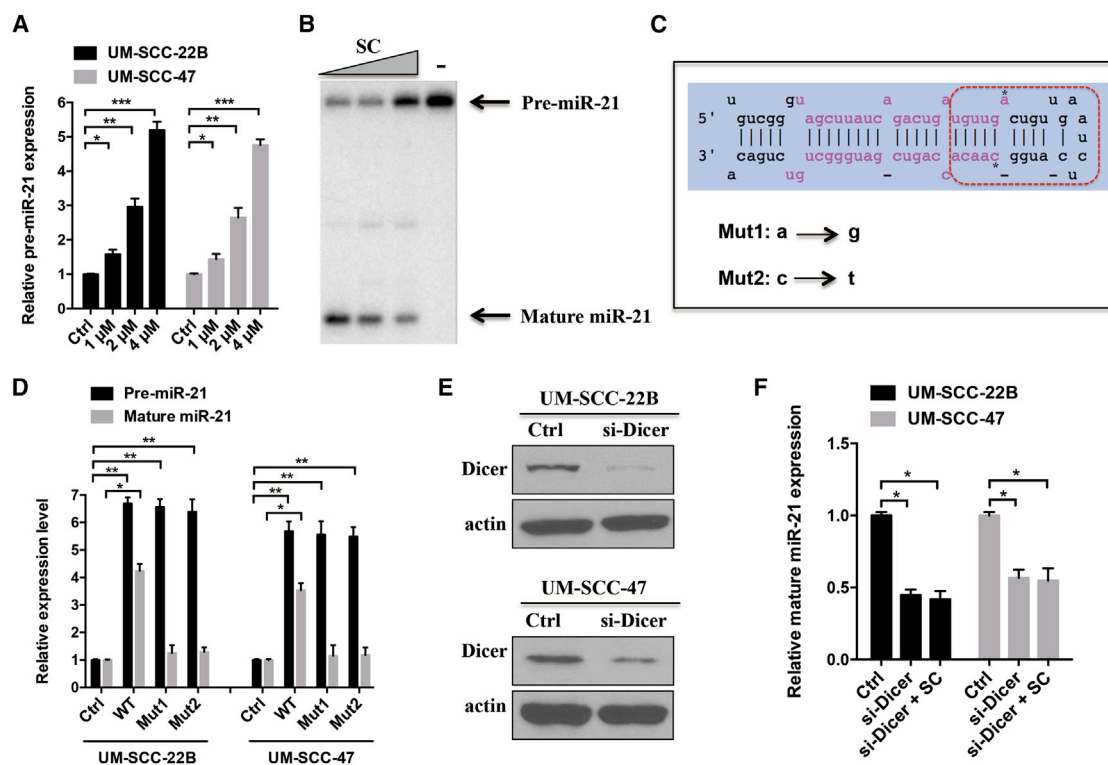 A
UM-SCC-22B
UM-SCC-47
Relative pre-miR-21 expression
6
5
4
3
2
1
0
***
**
*
***
**
*
Ctrl
1 µM
2 µM
4 µM
Ctrl
1 µM
2 µM
4 µM
B
SC
–
Pre-miR-21
Mature miR-21
C
u gu a a a* u a
5' gucgg agcuuauc gacug uguug cugu g a
u
3' caguc ucggguag cugac acaac* ggua c c
a ug – c – – u
Mut1: a g
Mut2: c t
D
Pre-miR-21
Mature miR-21
Relative expression level
7
6
5
4
3
2
1
0
**
**
**
*
**
**
**
*
Ctrl
WT
Mut1
Mut2
Ctrl
WT
Mut1
Mut2
UM-SCC-22B
UM-SCC-47
E
UM-SCC-22B
Ctrl si-Dicer
Dicer
actin
UM-SCC-47
Ctrl si-Dicer
Dicer
actin
F
UM-SCC-22B
UM-SCC-47
Relative mature miR-21 expression
1.5
1.0
0.5
0.0
*
*
*
*
Ctrl
si-Dicer
si-Dicer + SC
Ctrl
si-Dicer
si-Dicer + SC